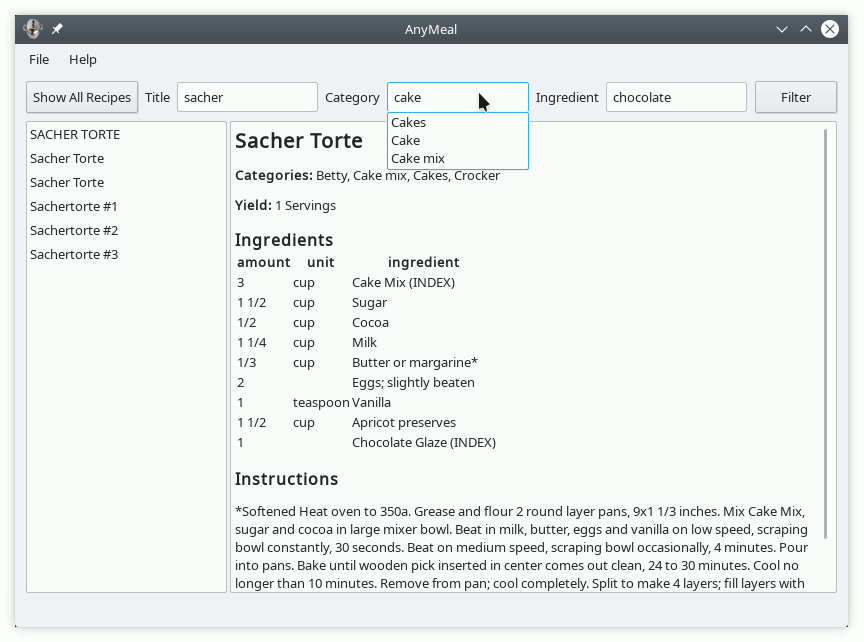 AnyMeal
File Help
Show All Recipes Title sacher Category cake Ingredient chocolate Filter
Cakes
Cake
Cake mix
SACHER TORTE
Sacher Torte
Sacher Torte
Sachertorte #1
Sachertorte #2
Sachertorte #3
Sacher Torte
Categories: Betty, Cake mix, Cakes, Crocker
Yield: 1 Servings
Ingredients
amount unit ingredient
3 cup Cake Mix (INDEX)
1 1/2 cup Sugar
1/2 cup Cocoa
1 1/4 cup Milk
1/3 cup Butter or margarine*
2 Eggs; slightly beaten
1 teaspoon Vanilla
1 1/2 cup Apricot preserves
1 Chocolate Glaze (INDEX)
Instructions
*Softened Heat oven to 350a. Grease and flour 2 round layer pans, 9x1 1/3 inches. Mix Cake Mix,
sugar and cocoa in large mixer bowl. Beat in milk, butter, eggs and vanilla on low speed, scraping
bowl constantly, 30 seconds. Beat on medium speed, scraping bowl occasionally, 4 minutes. Pour
into pans. Bake until wooden pick inserted in center comes out clean, 24 to 30 minutes. Cool no
longer than 10 minutes. Remove from pan; cool completely. Split to make 4 layers; fill layers with